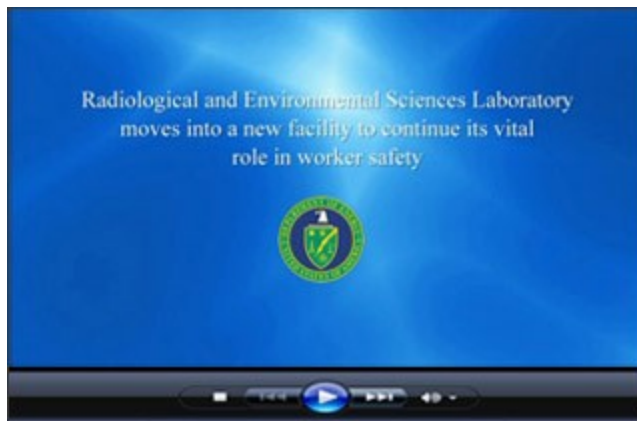 Radiological and Environmental Sciences Laboratory
moves into a new facility to continue its vital
role in worker safety